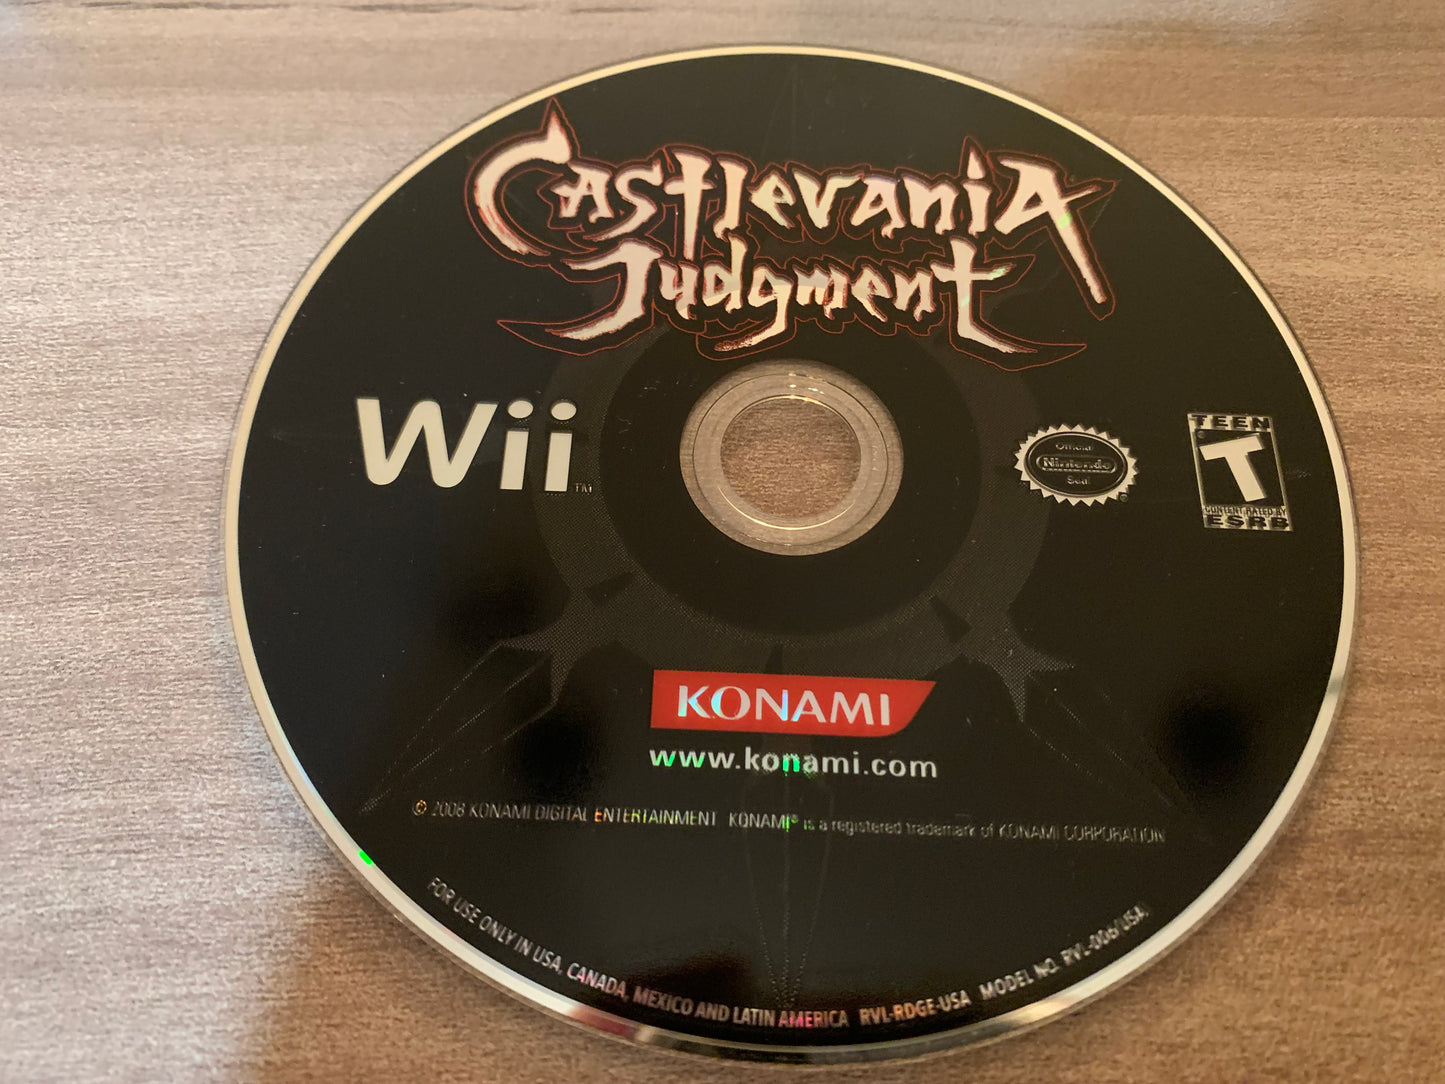 Castlevania
Judgment
Wii™
Official
Nintendo
Seal
®
TEEN
T
CONTENT RATED BY
ESRB
KONAMI
www.konami.com
© 2008 KONAMI DIGITAL ENTERTAINMENT KONAMI® is a registered trademark of KONAMI CORPORATION
FOR USE ONLY IN USA, CANADA, MEXICO AND LATIN AMERICA RVL-RDGE-USA MODEL NO. RVL-006(USA)